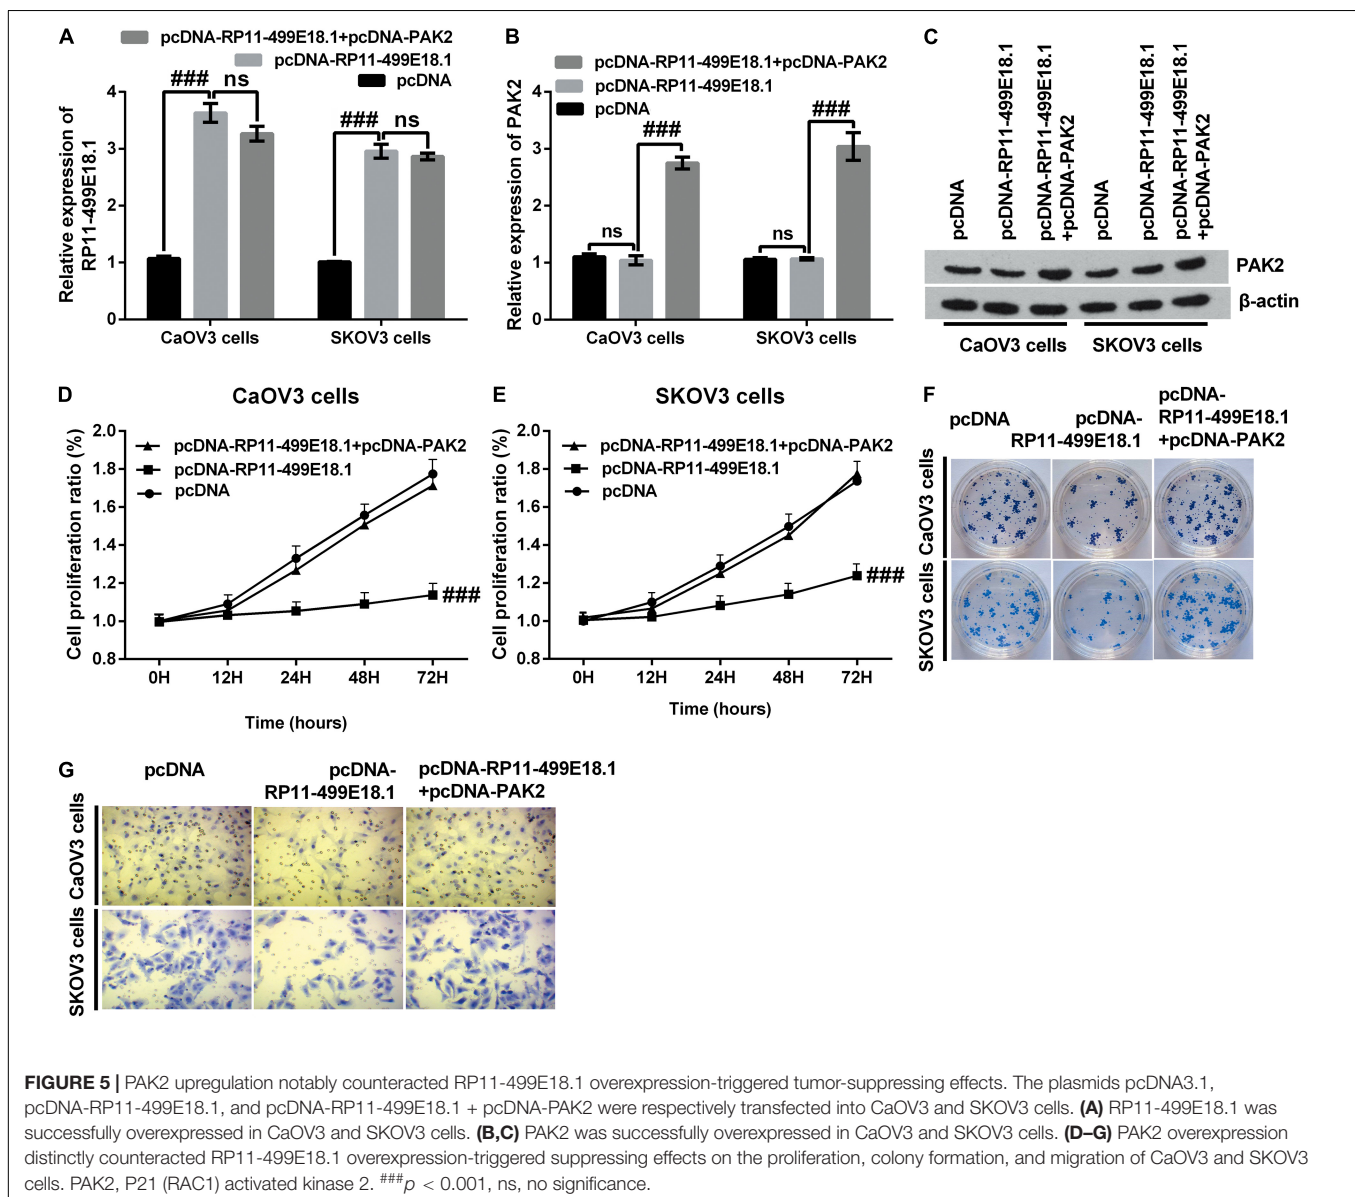 A
pcDNA-RP11-499E18.1+pcDNA-PAK2
pcDNA-RP11-499E18.1
pcDNA
Relative expression of
RP11-499E18.1
4
3
2
1
0
### ns
### ns
CaOV3 cells
SKOV3 cells
B
pcDNA-RP11-499E18.1+pcDNA-PAK2
pcDNA-RP11-499E18.1
pcDNA
Relative expression of PAK2
4
3
2
1
0
ns
###
ns
###
CaOV3 cells
SKOV3 cells
C
pcDNA
pcDNA-RP11-499E18.1
pcDNA-RP11-499E18.1
+pcDNA-PAK2
pcDNA
pcDNA-RP11-499E18.1
pcDNA-RP11-499E18.1
+pcDNA-PAK2
PAK2
β-actin
CaOV3 cells
SKOV3 cells
D
CaOV3 cells
Cell proliferation ratio (%)
2.0
1.8
1.6
1.4
1.2
1.0
0.8
pcDNA-RP11-499E18.1+pcDNA-PAK2
pcDNA-RP11-499E18.1
pcDNA
###
0H 12H 24H 48H 72H
Time (hours)
E
SKOV3 cells
Cell proliferation ratio (%)
2.0
1.8
1.6
1.4
1.2
1.0
0.8
pcDNA-RP11-499E18.1+pcDNA-PAK2
pcDNA-RP11-499E18.1
pcDNA
###
0H 12H 24H 48H 72H
Time (hours)
F
pcDNA
pcDNA-
RP11-499E18.1
pcDNA-
RP11-499E18.1
+pcDNA-PAK2
CaOV3 cells
SKOV3 cells
G
pcDNA
pcDNA-
RP11-499E18.1
pcDNA-RP11-499E18.1
+pcDNA-PAK2
CaOV3 cells
SKOV3 cells
FIGURE 5 | PAK2 upregulation notably counteracted RP11-499E18.1 overexpression-triggered tumor-suppressing effects. The plasmids pcDNA3.1,
pcDNA-RP11-499E18.1, and pcDNA-RP11-499E18.1 + pcDNA-PAK2 were respectively transfected into CaOV3 and SKOV3 cells. (A) RP11-499E18.1 was
successfully overexpressed in CaOV3 and SKOV3 cells. (B,C) PAK2 was successfully overexpressed in CaOV3 and SKOV3 cells. (D–G) PAK2 overexpression
distinctly counteracted RP11-499E18.1 overexpression-triggered suppressing effects on the proliferation, colony formation, and migration of CaOV3 and SKOV3
cells. PAK2, P21 (RAC1) activated kinase 2. ###p < 0.001, ns, no significance.